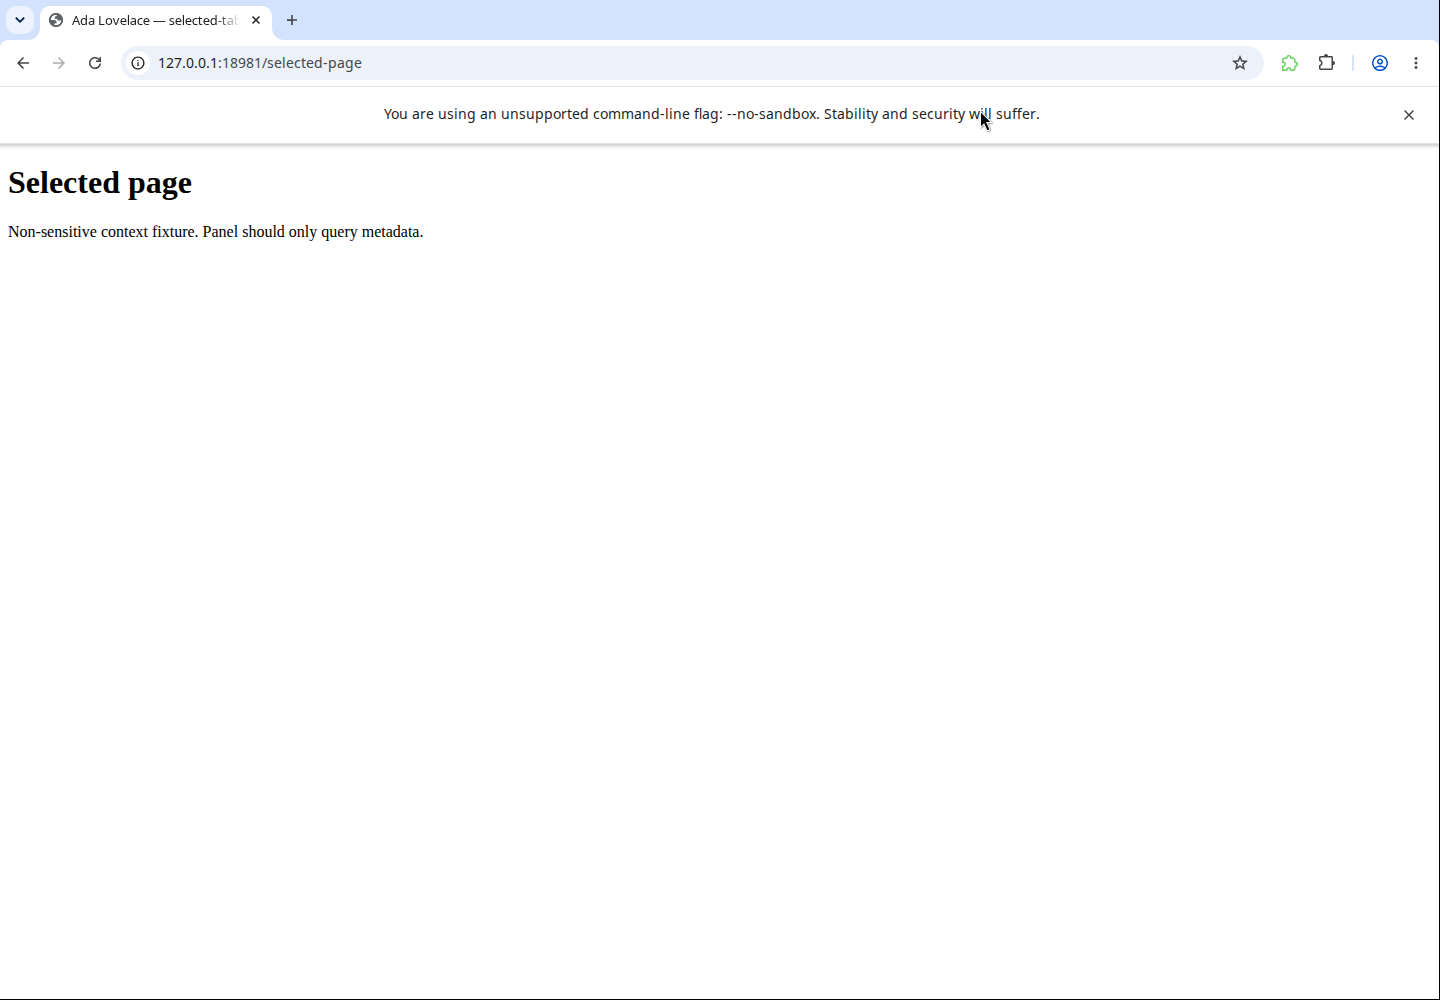 Ada Lovelace — selected-tab
127.0.0.1:18981/selected-page
You are using an unsupported command-line flag: --no-sandbox. Stability and security will suffer.
Selected page
Non-sensitive context fixture. Panel should only query metadata.